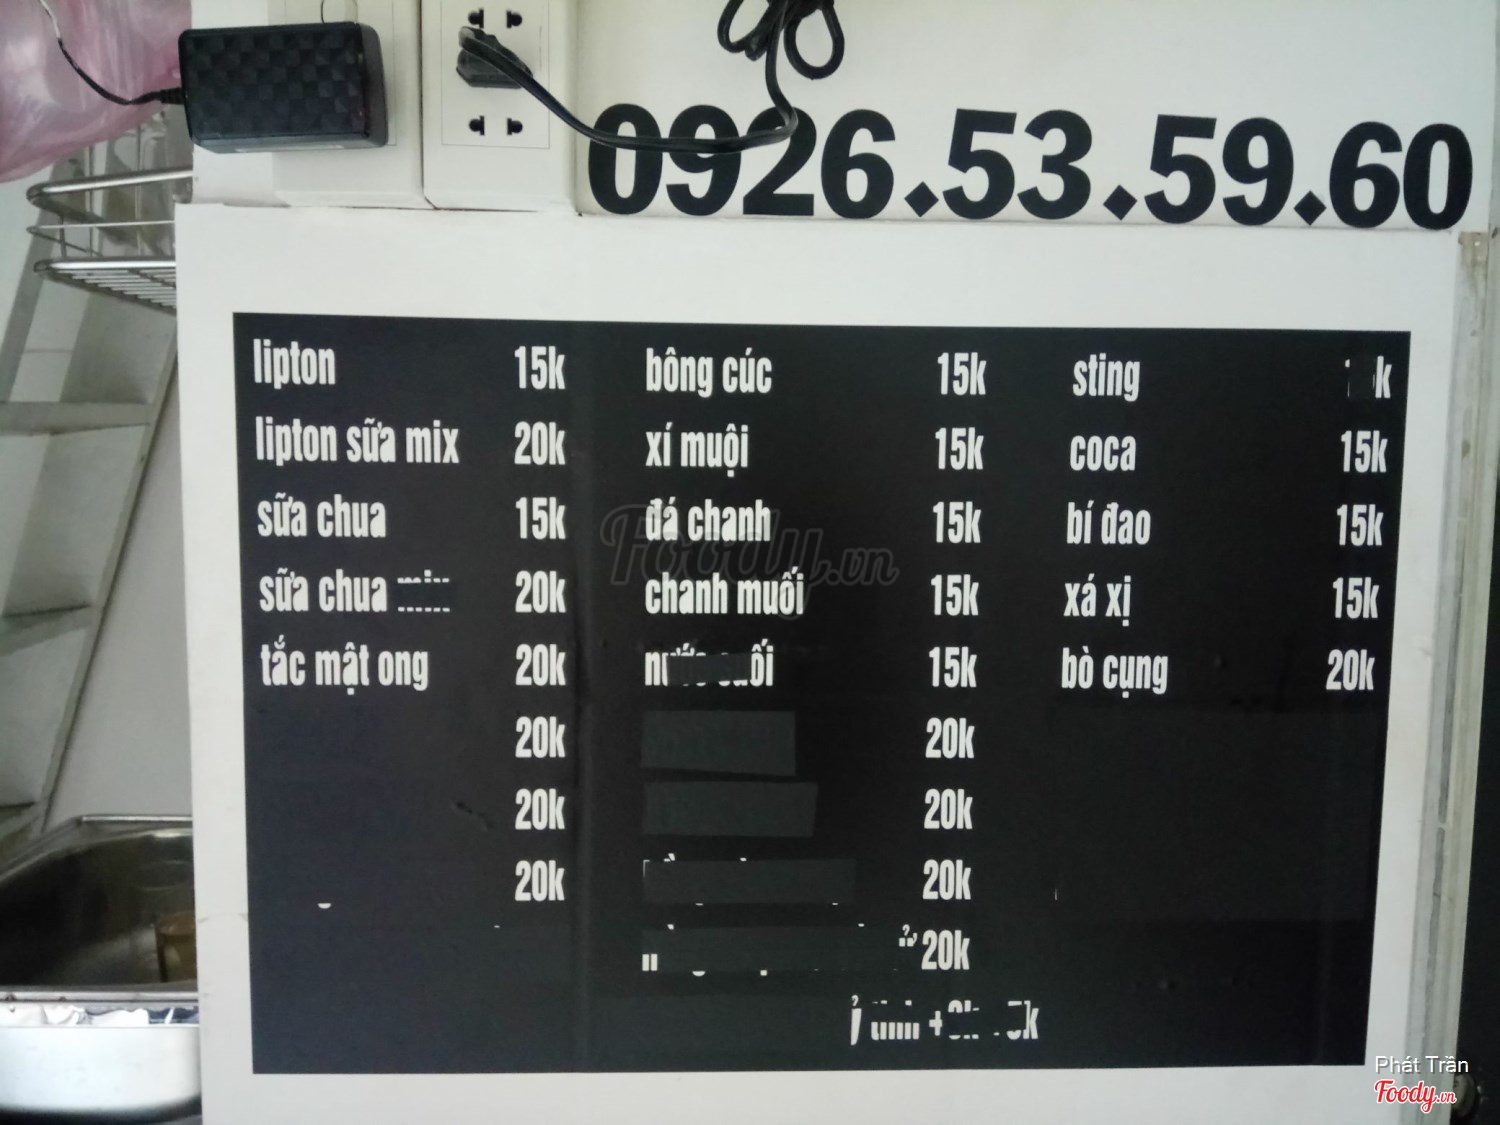 0926.53.59.60
lipton 15k bông cúc 15k sting
lipton sữa mix 20k xí muội 15k coca 15k
sữa chua 15k đá chanh 15k bí đao 15k
sữa chua 20k chanh muối 15k xá xị 15k
tắc mật ong 20k 15k bò cụng 20k
20k 20k
20k 20k
20k 20k
20k
Foody.vn
Phát Trần
Foody.vn